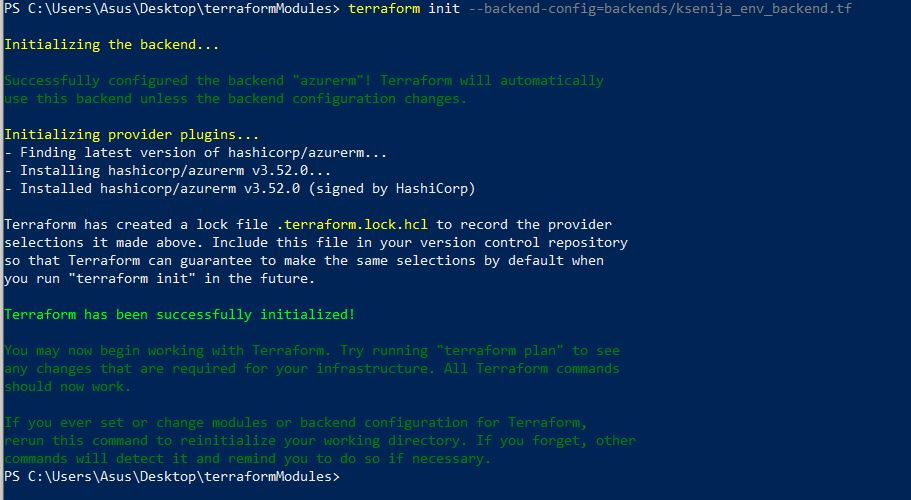 PS C:\Users\Asus\Desktop\terraformModules> terraform init --backend-config=backends/ksenija_env_backend.tf
Initializing the backend...
Successfully configured the backend "azurerm"! Terraform will automatically
use this backend unless the backend configuration changes.
Initializing provider plugins...
- Finding latest version of hashicorp/azurerm...
- Installing hashicorp/azurerm v3.52.0...
- Installed hashicorp/azurerm v3.52.0 (signed by HashiCorp)
Terraform has created a lock file .terraform.lock.hcl to record the provider
selections it made above. Include this file in your version control repository
so that Terraform can guarantee to make the same selections by default when
you run "terraform init" in the future.
Terraform has been successfully initialized!
You may now begin working with Terraform. Try running "terraform plan" to see
any changes that are required for your infrastructure. All Terraform commands
should now work.
If you ever set or change modules or backend configuration for Terraform,
rerun this command to reinitialize your working directory. If you forget, other
commands will detect it and remind you to do so if necessary.
PS C:\Users\Asus\Desktop\terraformModules>